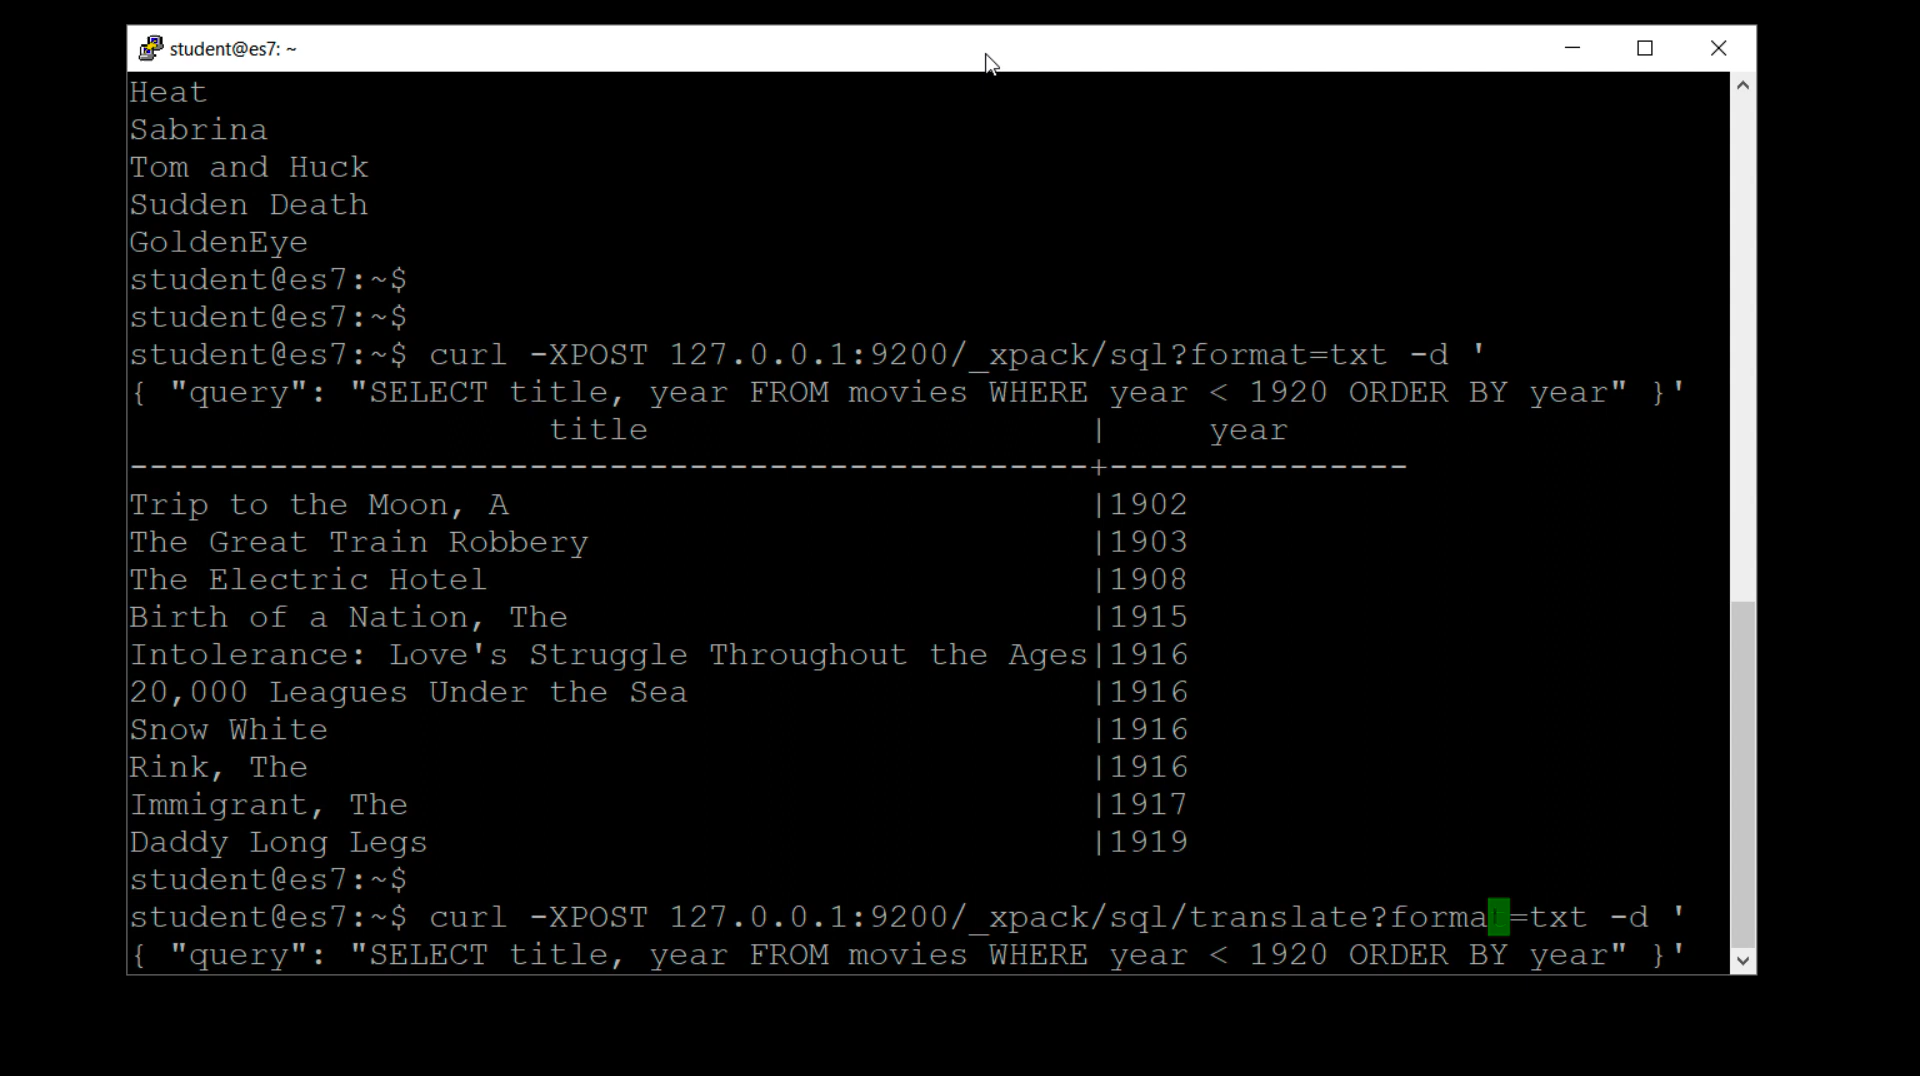 student@es7: ~
Heat
Sabrina
Tom and Huck
Sudden Death
GoldenEye
student@es7:~$
student@es7:~$
student@es7:~$ curl -XPOST 127.0.0.1:9200/_xpack/sql?format=txt -d '
{ "query": "SELECT title, year FROM movies WHERE year < 1920 ORDER BY year" }'
                     title                      |     year
------------------------------------------------+---------------
Trip to the Moon, A                             |1902
The Great Train Robbery                         |1903
The Electric Hotel                              |1908
Birth of a Nation, The                          |1915
Intolerance: Love's Struggle Throughout the Ages|1916
20,000 Leagues Under the Sea                    |1916
Snow White                                      |1916
Rink, The                                       |1916
Immigrant, The                                  |1917
Daddy Long Legs                                 |1919
student@es7:~$
student@es7:~$ curl -XPOST 127.0.0.1:9200/_xpack/sql/translate?format=txt -d '
{ "query": "SELECT title, year FROM movies WHERE year < 1920 ORDER BY year" }'